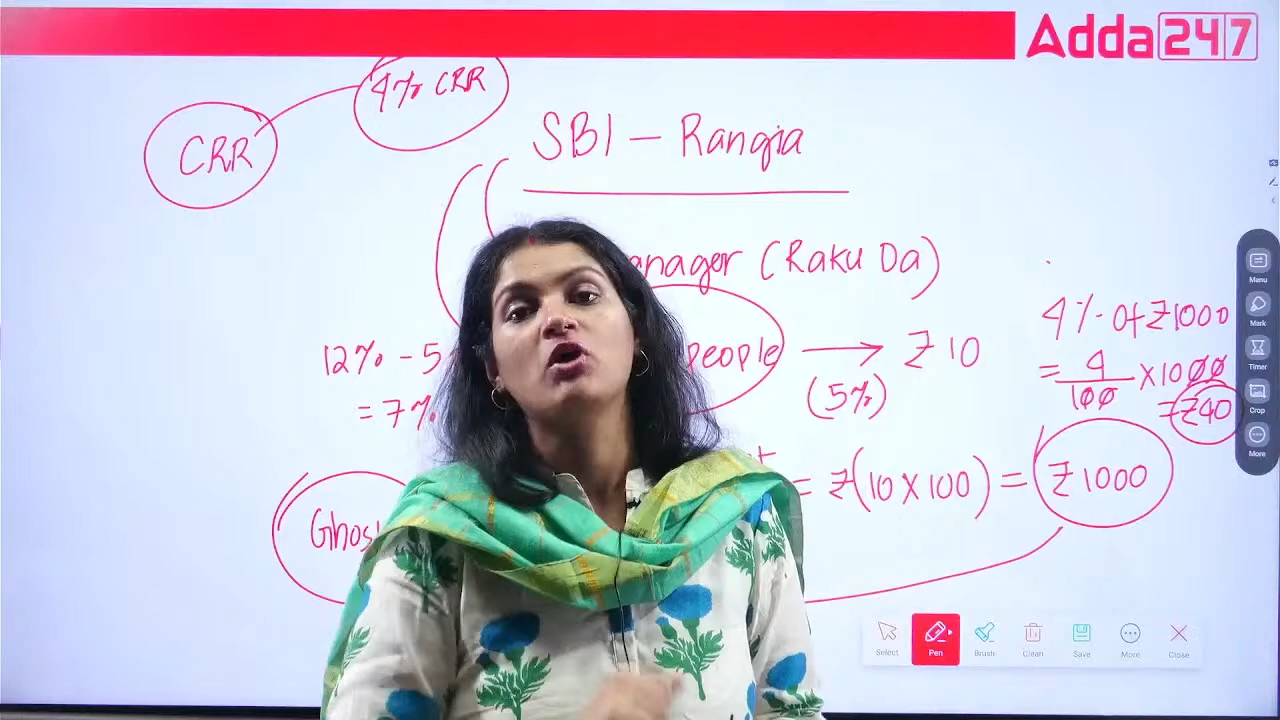 Adda247
4% CRR
CRR
SBI - Rangia
anager (Raku Da)
12% - 5
people → ₹10
(5%)
= 7%
4% of ₹1000
= 4/100 × 1000
= ₹40
= ₹(10 × 100) = ₹1000
Ghos
Menu
Mark
Timer
Crop
More
Select
Pen
Brush
Clean
Save
More
Close